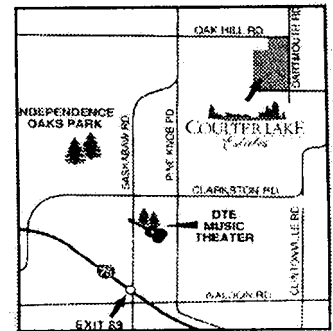 OAK HILL RD
DARTMOUTH RD
INDEPENDENCE
OAKS PARK
SASHABAW RD
PINE KNOB RD
COULTER LAKE
Estates
CLARKSTON RD
DTE
MUSIC
THEATER
CLINTONVILLE RD
75
WALDON RD
EXIT 89